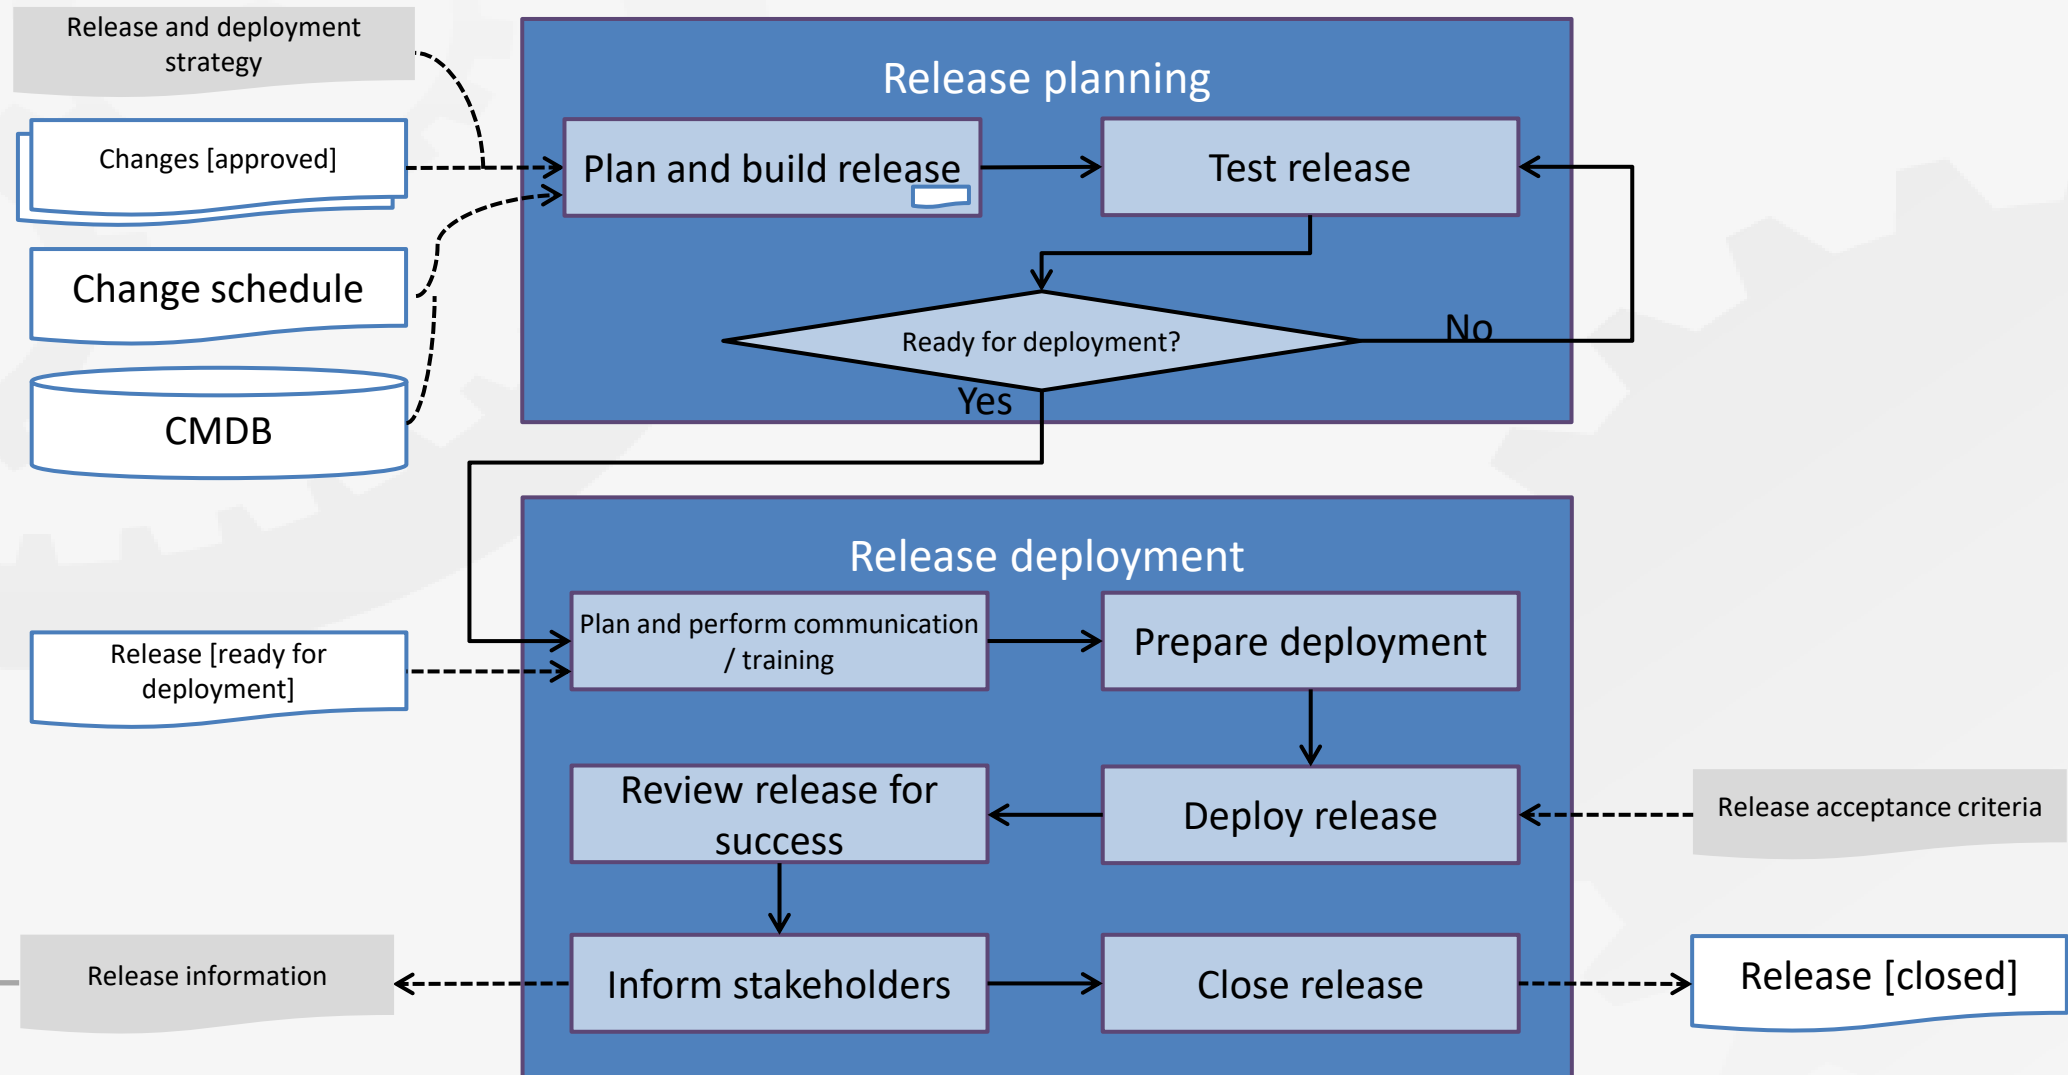 Release and deployment
strategy
Release planning
Changes [approved]
Plan and build release
Test release
Change schedule
Ready for deployment?
No
Yes
CMDB
Release deployment
Plan and perform communication
/ training
Prepare deployment
Release [ready for
deployment]
Review release for
success
Deploy release
Release acceptance criteria
Release information
Inform stakeholders
Close release
Release [closed]